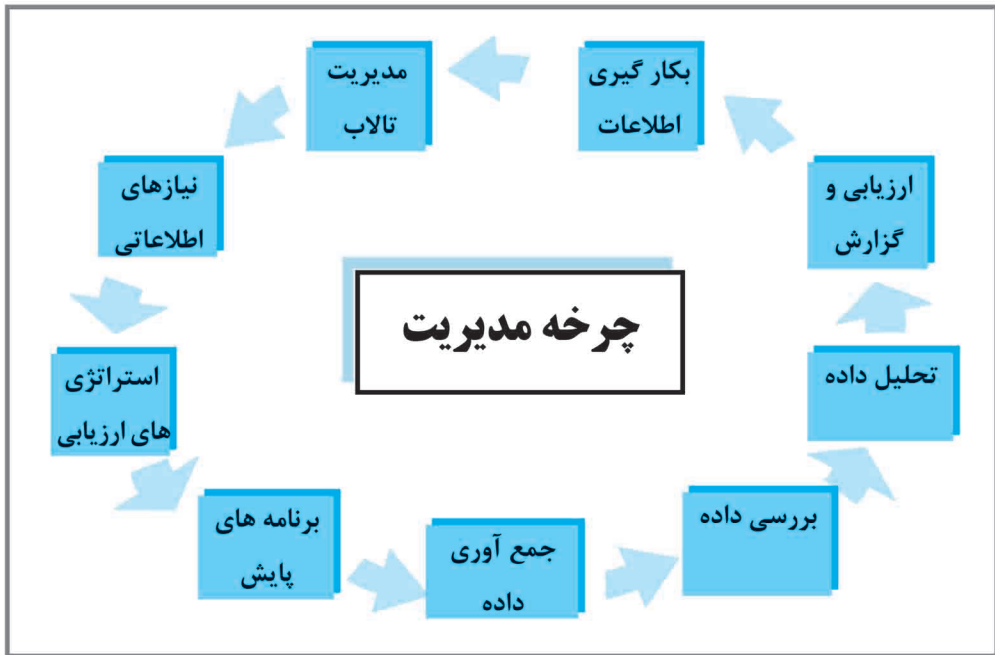 چرخه مدیریت
مدیریت
تالاب
نیازهای
اطلاعاتی
استراتژی
های ارزیابی
برنامه های
پایش
جمع آوری
داده
بررسی داده
تحلیل داده
ارزیابی و
گزارش
بکار گیری
اطلاعات